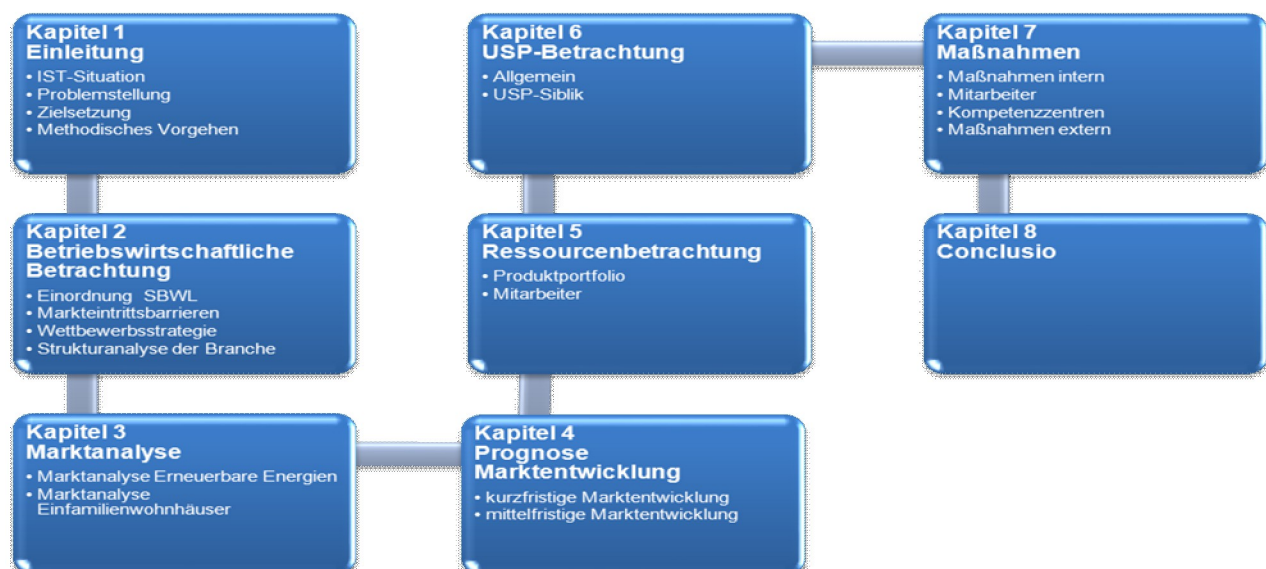 Kapitel 1
Einleitung
• IST-Situation
• Problemstellung
• Zielsetzung
• Methodisches Vorgehen
Kapitel 2
Betriebswirtschaftliche
Betrachtung
• Einordnung SBWL
• Markteintrittsbarrieren
• Wettbewerbsstrategie
• Strukturanalyse der Branche
Kapitel 3
Marktanalyse
• Marktanalyse Erneuerbare Energien
• Marktanalyse
Einfamilienwohnhäuser
Kapitel 4
Prognose
Marktentwicklung
• kurzfristige Marktentwicklung
• mittelfristige Marktentwicklung
Kapitel 5
Ressourcenbetrachtung
• Produktportfolio
• Mitarbeiter
Kapitel 6
USP-Betrachtung
• Allgemein
• USP-Siblik
Kapitel 7
Maßnahmen
• Maßnahmen intern
• Mitarbeiter
• Kompetenzzentren
• Maßnahmen extern
Kapitel 8
Conclusio